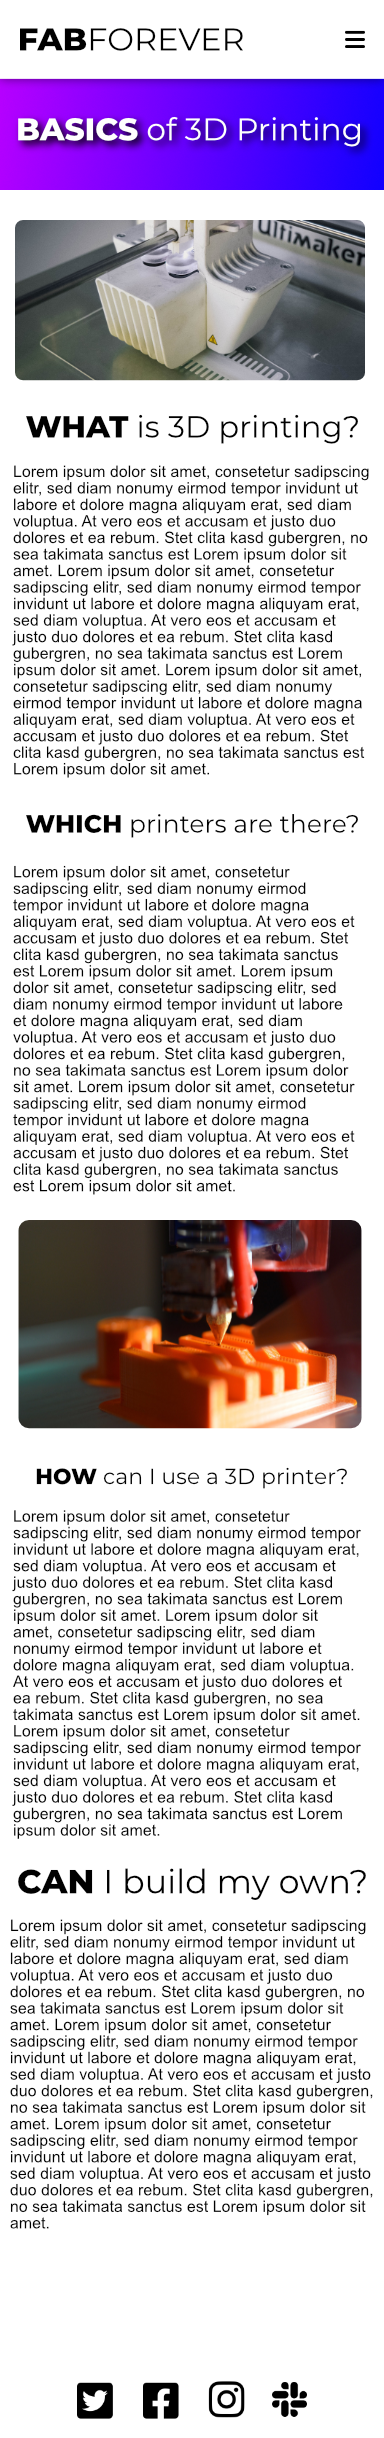 FABFOREVER
BASICS of 3D Printing
Ultimaker
WHAT is 3D printing?
Lorem ipsum dolor sit amet, consetetur sadipscing
elitr, sed diam nonumy eirmod tempor invidunt ut
labore et dolore magna aliquyam erat, sed diam
voluptua. At vero eos et accusam et justo duo
dolores et ea rebum. Stet clita kasd gubergren, no
sea takimata sanctus est Lorem ipsum dolor sit
amet. Lorem ipsum dolor sit amet, consetetur
sadipscing elitr, sed diam nonumy eirmod tempor
invidunt ut labore et dolore magna aliquyam erat,
sed diam voluptua. At vero eos et accusam et
justo duo dolores et ea rebum. Stet clita kasd
gubergren, no sea takimata sanctus est Lorem
ipsum dolor sit amet. Lorem ipsum dolor sit amet,
consetetur sadipscing elitr, sed diam nonumy
eirmod tempor invidunt ut labore et dolore magna
aliquyam erat, sed diam voluptua. At vero eos et
accusam et justo duo dolores et ea rebum. Stet
clita kasd gubergren, no sea takimata sanctus est
Lorem ipsum dolor sit amet.
WHICH printers are there?
Lorem ipsum dolor sit amet, consetetur
sadipscing elitr, sed diam nonumy eirmod
tempor invidunt ut labore et dolore magna
aliquyam erat, sed diam voluptua. At vero eos et
accusam et justo duo dolores et ea rebum. Stet
clita kasd gubergren, no sea takimata sanctus
est Lorem ipsum dolor sit amet. Lorem ipsum
dolor sit amet, consetetur sadipscing elitr, sed
diam nonumy eirmod tempor invidunt ut labore
et dolore magna aliquyam erat, sed diam
voluptua. At vero eos et accusam et justo duo
dolores et ea rebum. Stet clita kasd gubergren,
no sea takimata sanctus est Lorem ipsum dolor
sit amet. Lorem ipsum dolor sit amet, consetetur
sadipscing elitr, sed diam nonumy eirmod
tempor invidunt ut labore et dolore magna
aliquyam erat, sed diam voluptua. At vero eos et
accusam et justo duo dolores et ea rebum. Stet
clita kasd gubergren, no sea takimata sanctus
est Lorem ipsum dolor sit amet.
HOW can I use a 3D printer?
Lorem ipsum dolor sit amet, consetetur
sadipscing elitr, sed diam nonumy eirmod tempor
invidunt ut labore et dolore magna aliquyam erat,
sed diam voluptua. At vero eos et accusam et
justo duo dolores et ea rebum. Stet clita kasd
gubergren, no sea takimata sanctus est Lorem
ipsum dolor sit amet. Lorem ipsum dolor sit
amet, consetetur sadipscing elitr, sed diam
nonumy eirmod tempor invidunt ut labore et
dolore magna aliquyam erat, sed diam voluptua.
At vero eos et accusam et justo duo dolores et
ea rebum. Stet clita kasd gubergren, no sea
takimata sanctus est Lorem ipsum dolor sit amet.
Lorem ipsum dolor sit amet, consetetur
sadipscing elitr, sed diam nonumy eirmod tempor
invidunt ut labore et dolore magna aliquyam erat,
sed diam voluptua. At vero eos et accusam et
justo duo dolores et ea rebum. Stet clita kasd
gubergren, no sea takimata sanctus est Lorem
ipsum dolor sit amet.
CAN I build my own?
Lorem ipsum dolor sit amet, consetetur sadipscing
elitr, sed diam nonumy eirmod tempor invidunt ut
labore et dolore magna aliquyam erat, sed diam
voluptua. At vero eos et accusam et justo duo
dolores et ea rebum. Stet clita kasd gubergren, no
sea takimata sanctus est Lorem ipsum dolor sit
amet. Lorem ipsum dolor sit amet, consetetur
sadipscing elitr, sed diam nonumy eirmod tempor
invidunt ut labore et dolore magna aliquyam erat,
sed diam voluptua. At vero eos et accusam et justo
duo dolores et ea rebum. Stet clita kasd gubergren,
no sea takimata sanctus est Lorem ipsum dolor sit
amet. Lorem ipsum dolor sit amet, consetetur
sadipscing elitr, sed diam nonumy eirmod tempor
invidunt ut labore et dolore magna aliquyam erat,
sed diam voluptua. At vero eos et accusam et justo
duo dolores et ea rebum. Stet clita kasd gubergren,
no sea takimata sanctus est Lorem ipsum dolor sit
amet.